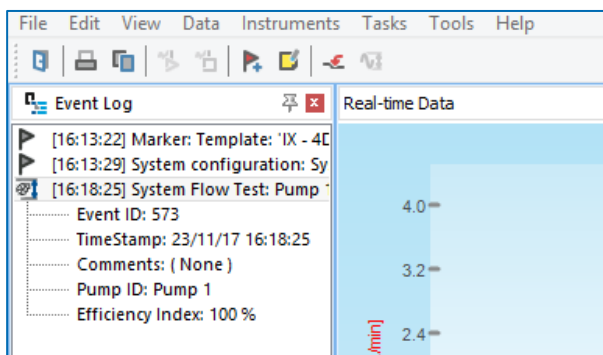 File Edit View Data Instruments Tasks Tools Help
Event Log
Real-time Data
[16:13:22] Marker: Template: 'IX - 4D
[16:13:29] System configuration: Sy
[16:18:25] System Flow Test: Pump 1
Event ID: 573
TimeStamp: 23/11/17 16:18:25
Comments: ( None )
Pump ID: Pump 1
Efficiency Index: 100 %
4.0
3.2
2.4
/min]